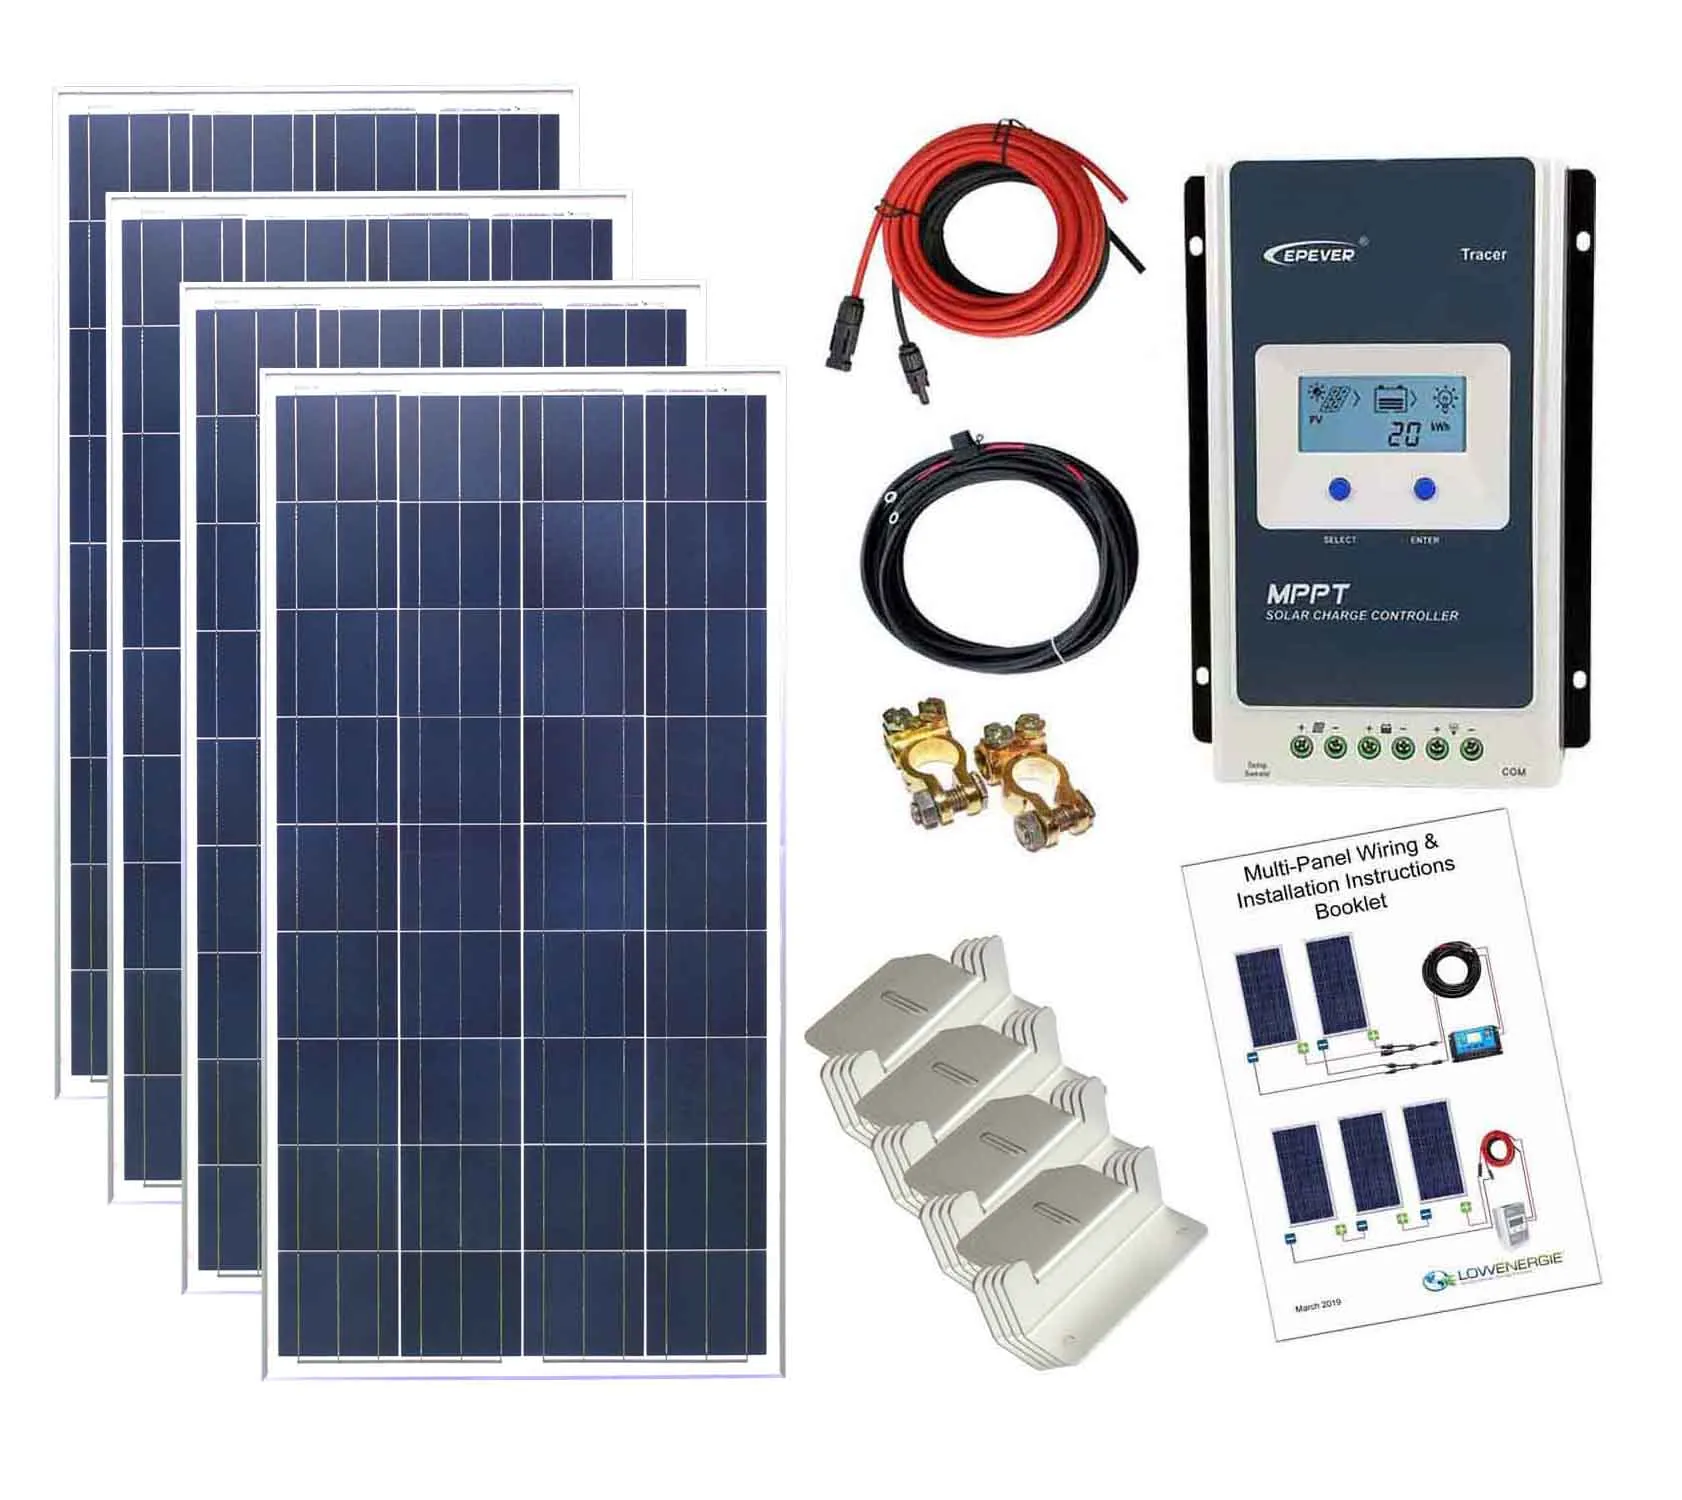 EPEVER®
Tracer
PV
20 kWh
SELECT
ENTER
MPPT
SOLAR CHARGE CONTROLLER
+ − + − + −
COM
Multi-Panel Wiring &
Installation Instructions
Booklet
LOWENERGIE
March 2019